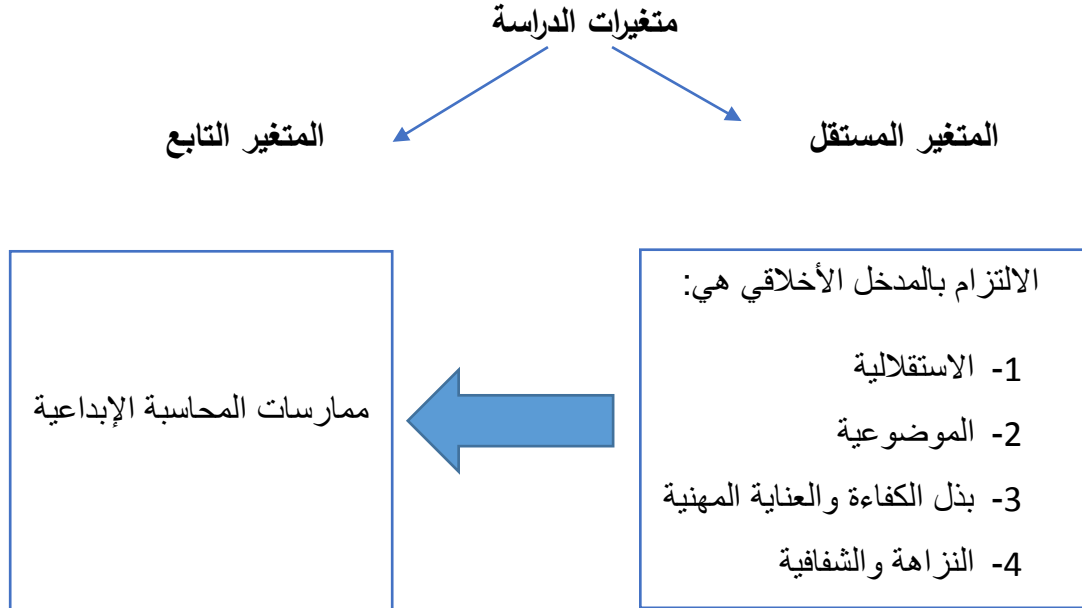 متغيرات الدراسة
المتغير المستقل
المتغير التابع
الالتزام بالمدخل الأخلاقي هي:
1- الاستقلالية
2- الموضوعية
3- بذل الكفاءة والعناية المهنية
4- النزاهة والشفافية
ممارسات المحاسبة الإبداعية